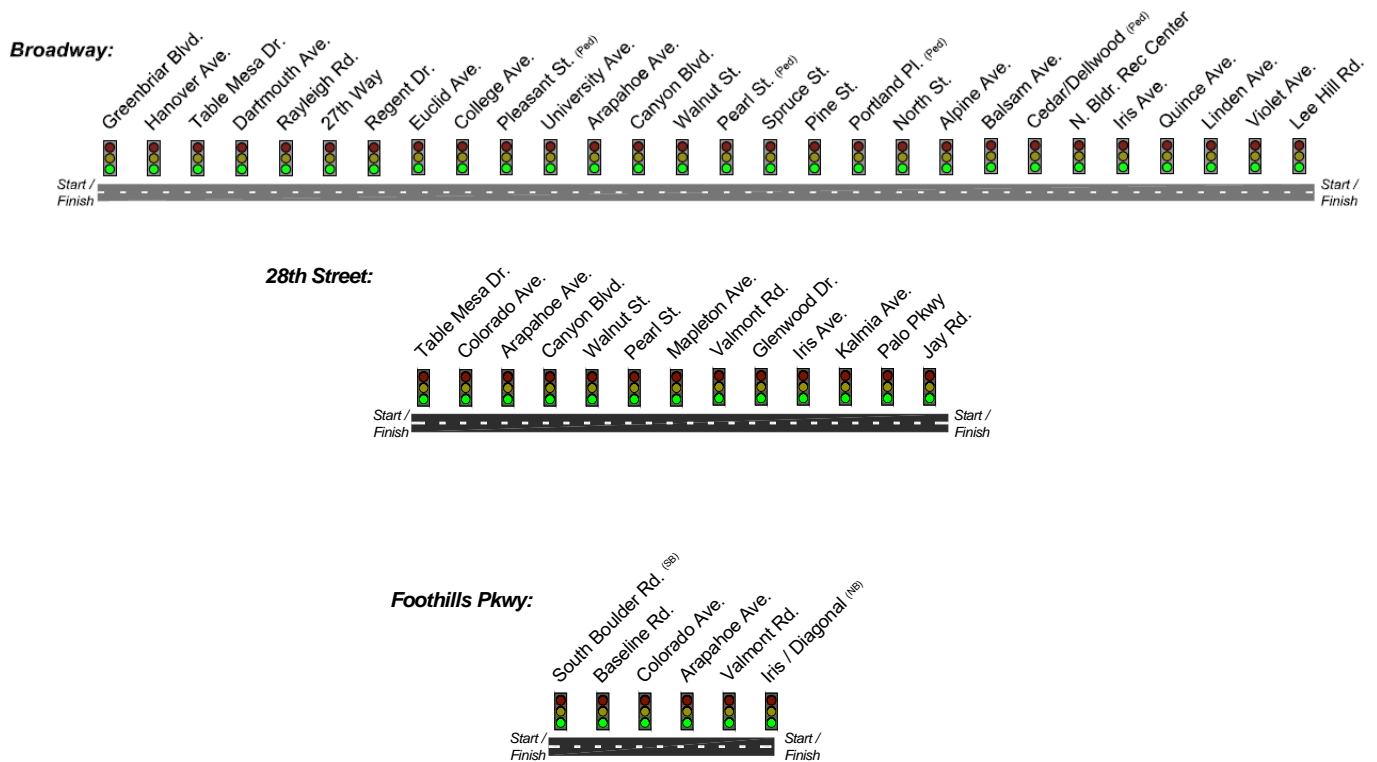 Broadway:
Greenbriar Blvd.
Hanover Ave.
Table Mesa Dr.
Dartmouth Ave.
Rayleigh Rd.
27th Way
Regent Dr.
Euclid Ave.
College Ave.
Pleasant St. (Ped)
University Ave.
Arapahoe Ave.
Canyon Blvd.
Walnut St.
Pearl St. (Ped)
Spruce St.
Pine St.
Portland Pl. (Ped)
North St.
Alpine Ave.
Balsam Ave.
Cedar/Dellwood (Ped)
N. Bldr. Rec Center
Iris Ave.
Quince Ave.
Linden Ave.
Violet Ave.
Lee Hill Rd.
Start /
Finish
Start /
Finish
28th Street:
Table Mesa Dr.
Colorado Ave.
Arapahoe Ave.
Canyon Blvd.
Walnut St.
Pearl St.
Mapleton Ave.
Valmont Rd.
Glenwood Dr.
Iris Ave.
Kalmia Ave.
Palo Pkwy
Jay Rd.
Start /
Finish
Start /
Finish
Foothills Pkwy:
South Boulder Rd. (SB)
Baseline Rd.
Colorado Ave.
Arapahoe Ave.
Valmont Rd.
Iris / Diagonal (NB)
Start /
Finish
Start /
Finish